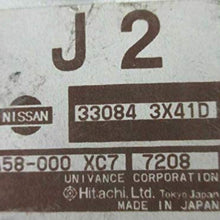 J 2
NISSAN 33084 3X41D
58-000 XC7 7208
UNIVANCE CORPORATION
Hitachi, Ltd. Tokyo Japan
MADE IN JAPAN